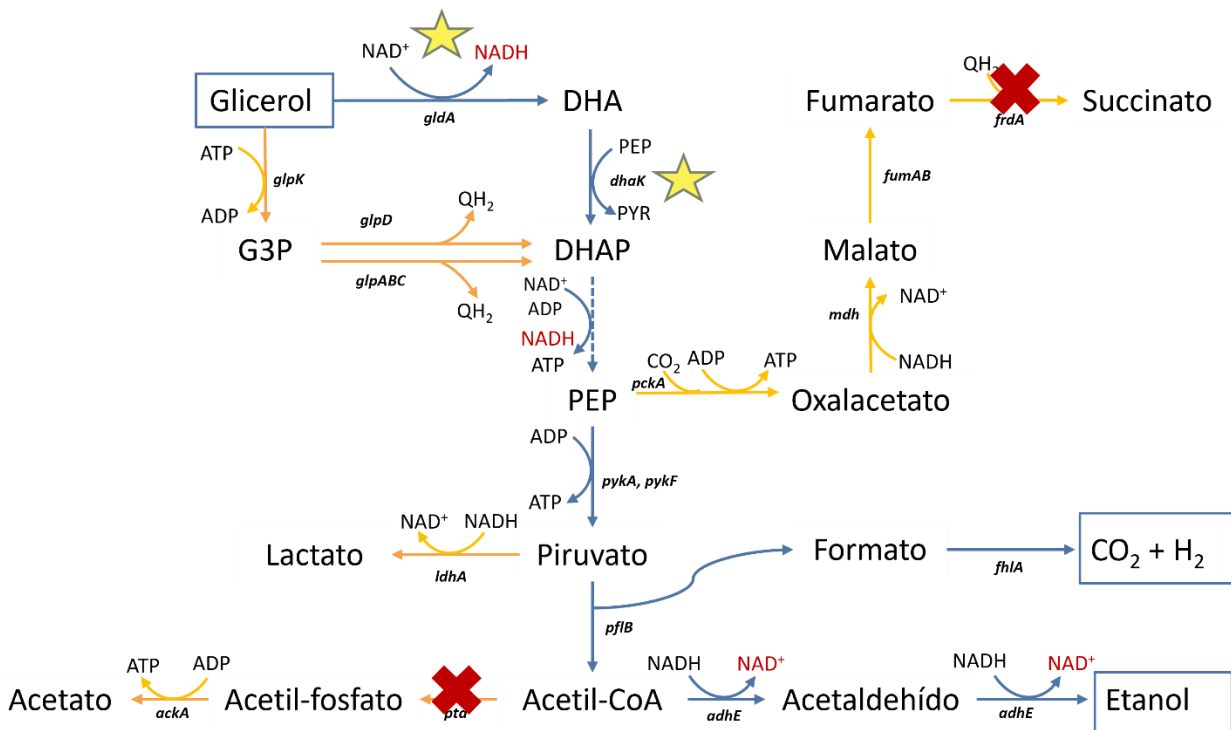 NAD⁺ NADH
Glicerol DHA
gldA
QH₂
Fumarato Succinato
frdA
ATP
glpK
ADP
PEP
dhaK
PYR
fumAB
glpD QH₂
G3P DHAP Malato
glpABC
QH₂
NAD⁺
ADP
NADH
ATP
NAD⁺
mdh
NADH
CO₂ ADP ATP
PEP pckA Oxalacetato
ADP
pykA, pykF
ATP
NAD⁺ NADH
Lactato Piruvato Formato CO₂ + H₂
ldhA fhlA
pflB
ATP ADP NADH NAD⁺ NADH NAD⁺
Acetato Acetil-fosfato Acetil-CoA Acetaldehído Etanol
ackA pta adhE adhE